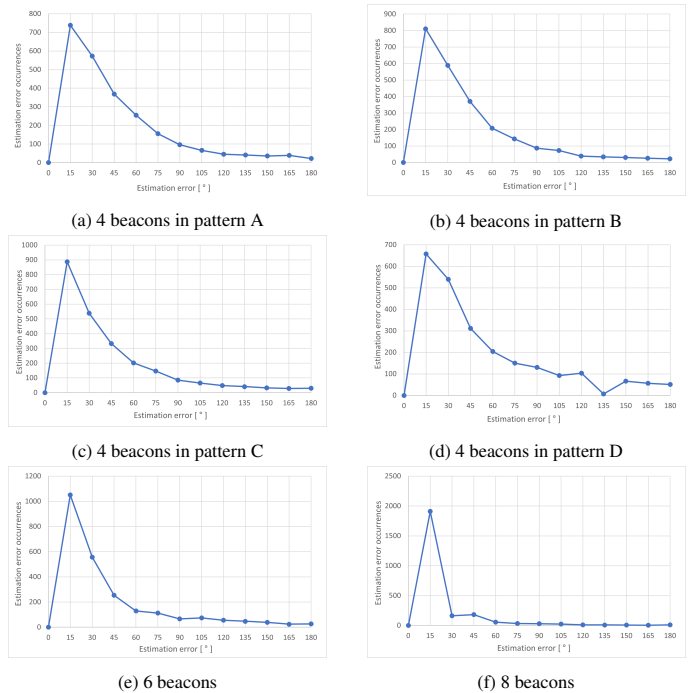 800
700
600
500
400
300
200
100
0
Estimation error occurrences
0 15 30 45 60 75 90 105 120 135 150 165 180
Estimation error [ ° ]
(a) 4 beacons in pattern A
900
800
700
600
500
400
300
200
100
0
Estimation error occurrences
0 15 30 45 60 75 90 105 120 135 150 165 180
Estimation error [ ° ]
(b) 4 beacons in pattern B
1000
900
800
700
600
500
400
300
200
100
0
Estimation error occurrences
0 15 30 45 60 75 90 105 120 135 150 165 180
Estimation error [ ° ]
(c) 4 beacons in pattern C
700
600
500
400
300
200
100
0
Estimation error occurrences
0 15 30 45 60 75 90 105 120 135 150 165 180
Estimation error [ ° ]
(d) 4 beacons in pattern D
1200
1000
800
600
400
200
0
Estimation error occurrences
0 15 30 45 60 75 90 105 120 135 150 165 180
Estimation error [ ° ]
(e) 6 beacons
2500
2000
1500
1000
500
0
Estimation error occurrences
0 15 30 45 60 75 90 105 120 135 150 165 180
Estimation error [ ° ]
(f) 8 beacons